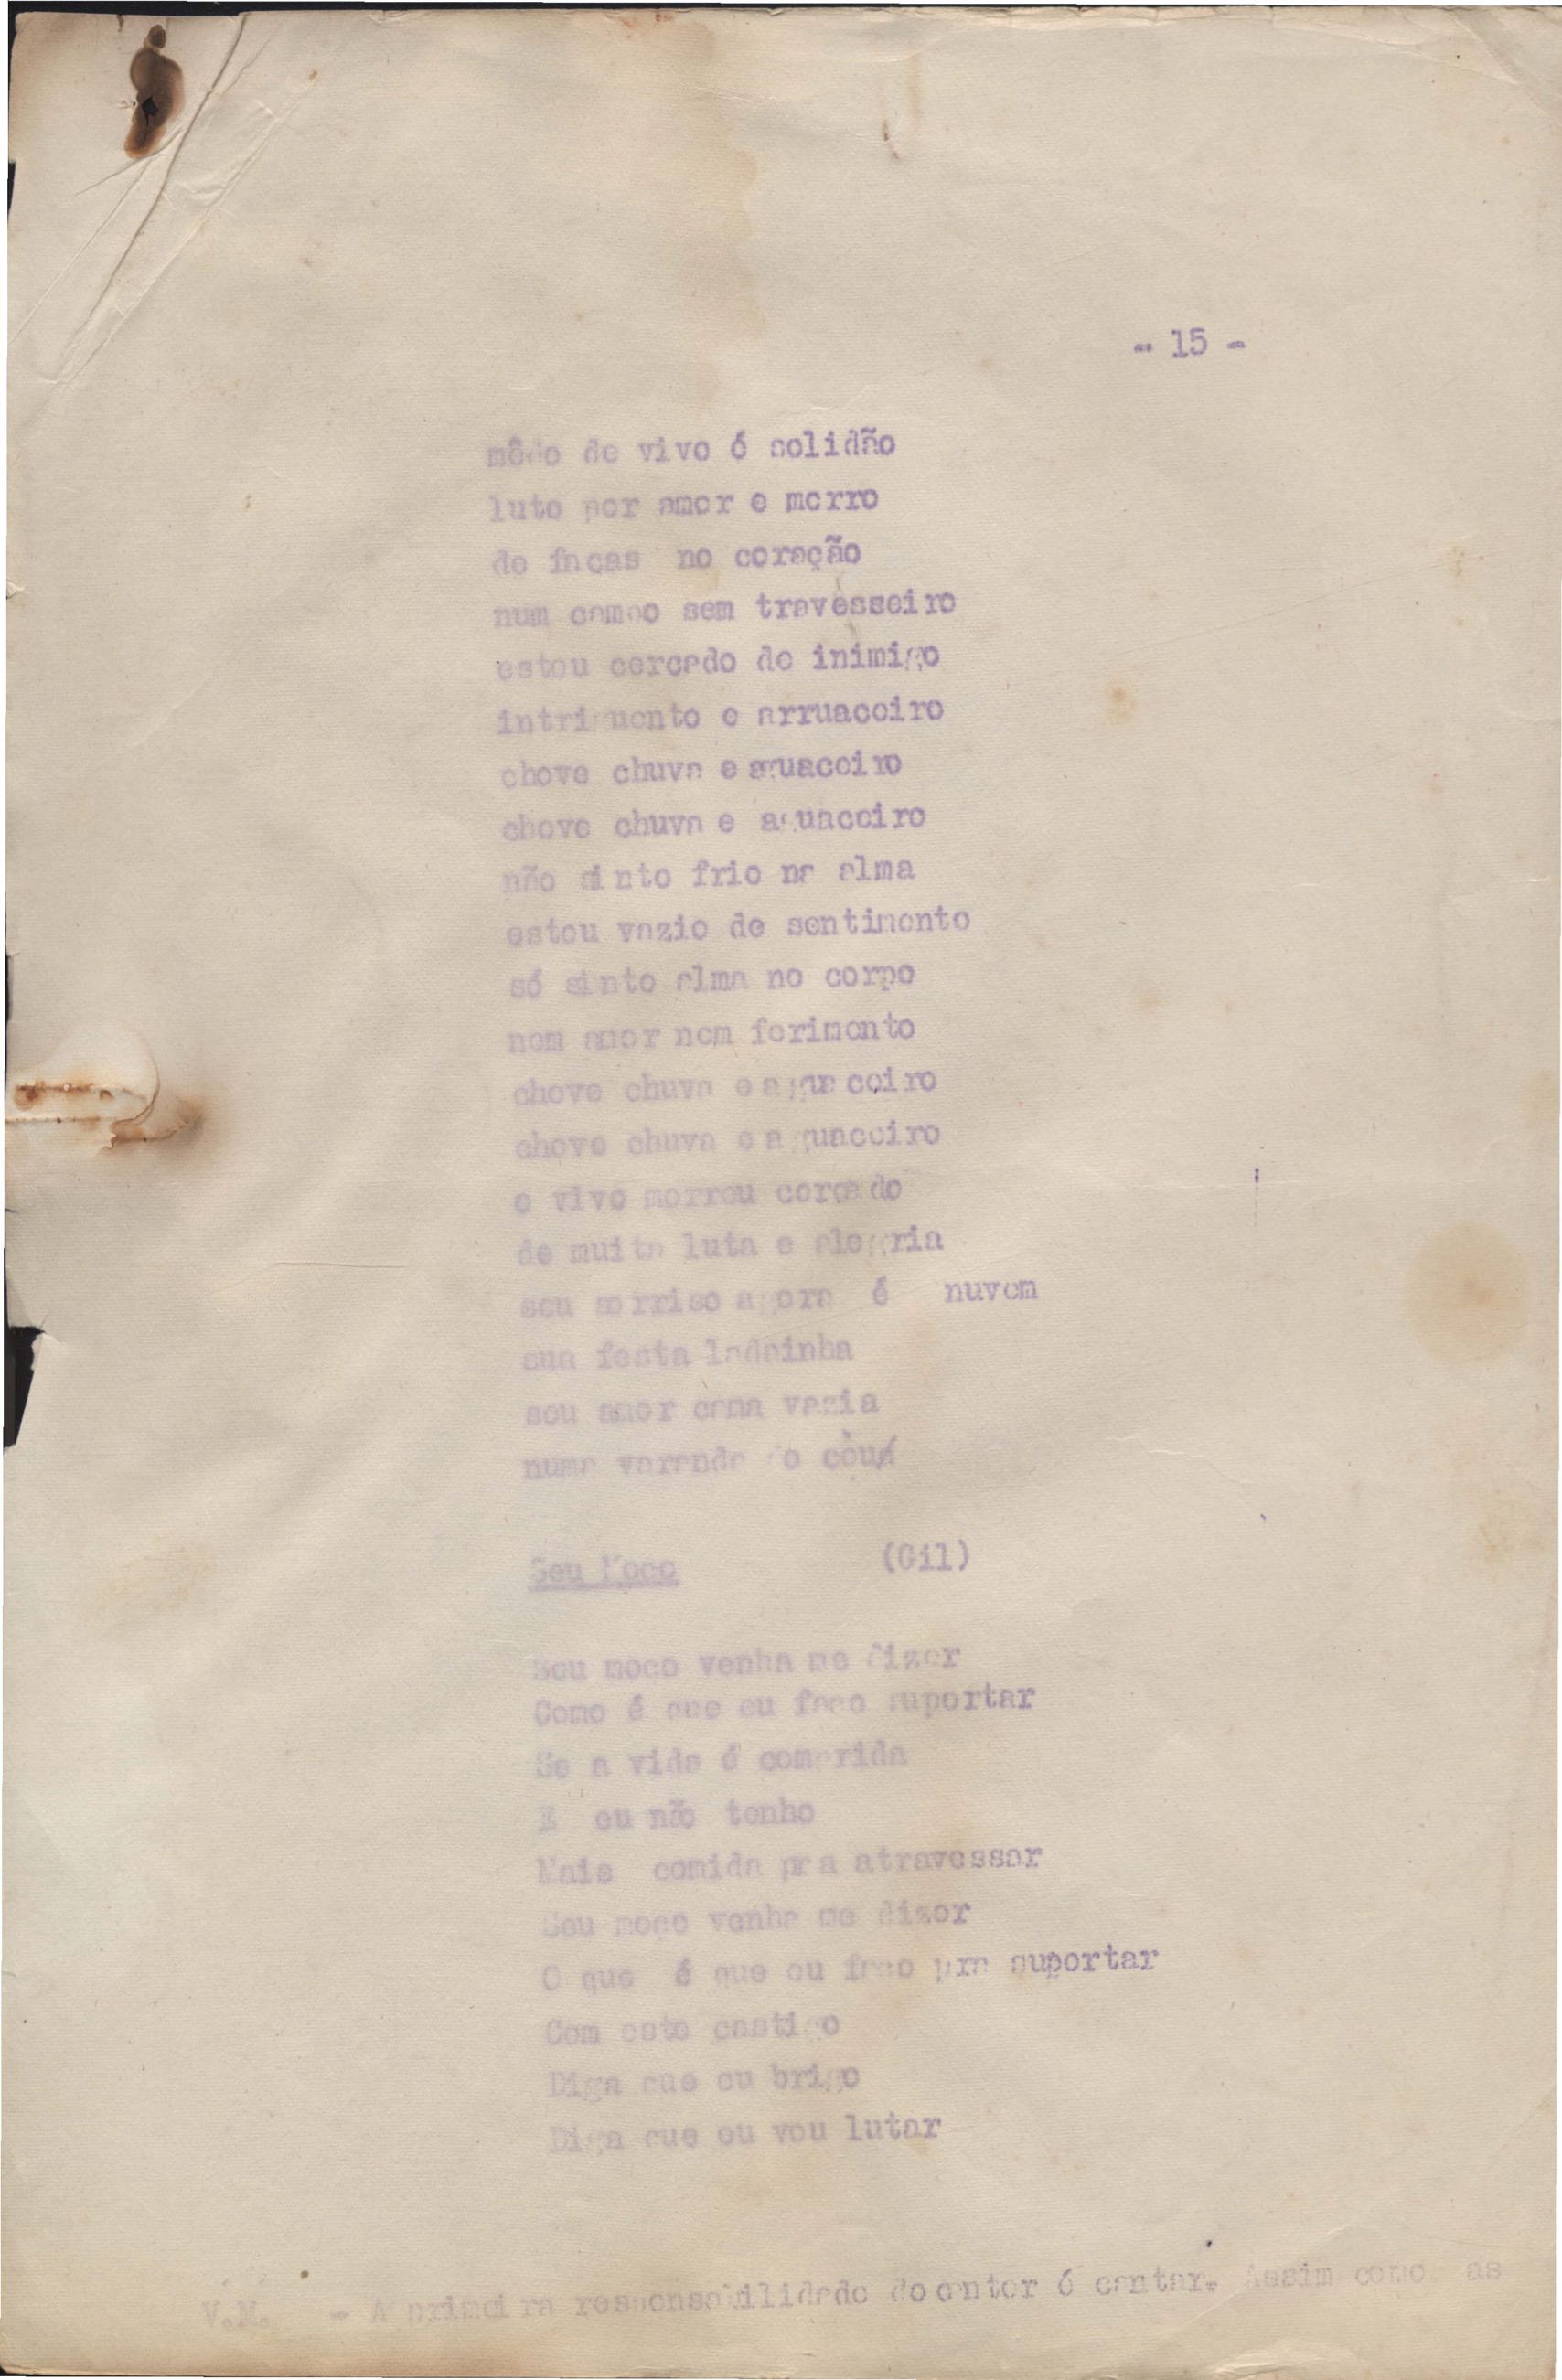 - 15 -
mêdo de vivo é solidão
luto por amor e morro
de no coração
num campo sem travesseiro
estou cercado de inimigo
intriguento e arruaceiro
chove chuva e aguaceiro
chove chuva e aguaceiro
não sinto frio na alma
estou vazio de sentimento
só sinto alma no corpo
nem amor nem ferimento
chove chuva e aguaceiro
chove chuva e aguaceiro
o vivo morreu cercado
de muita luta e alegria
seu sorriso agora é nuvem
sua festa ladainha
seu amor cama vazia
numa varanda do
Seu Moço (Gil)
Seu moço venha me dizer
Como é que eu faço suportar
Se a vida é comprida
E eu não tenho
Mais comida pra atravessar
Seu moço venha me dizer
O que é que eu faço pra suportar
Com este castigo
Diga que eu brigo
Diga que eu vou lutar
V.M. - A primeira responsabilidade do cantor é cantar. Assim como as